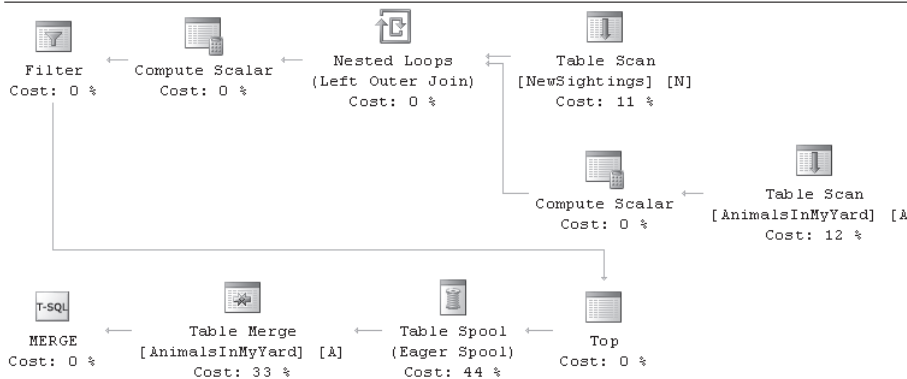 Filter
Cost: 0 %
Compute Scalar
Cost: 0 %
Nested Loops
(Left Outer Join)
Cost: 0 %
Table Scan
[NewSightings] [N]
Cost: 11 %
Compute Scalar
Cost: 0 %
Table Scan
[AnimalsInMyYard] [A
Cost: 12 %
T-SQL
MERGE
Cost: 0 %
Table Merge
[AnimalsInMyYard] [A]
Cost: 33 %
Table Spool
(Eager Spool)
Cost: 44 %
Top
Cost: 0 %